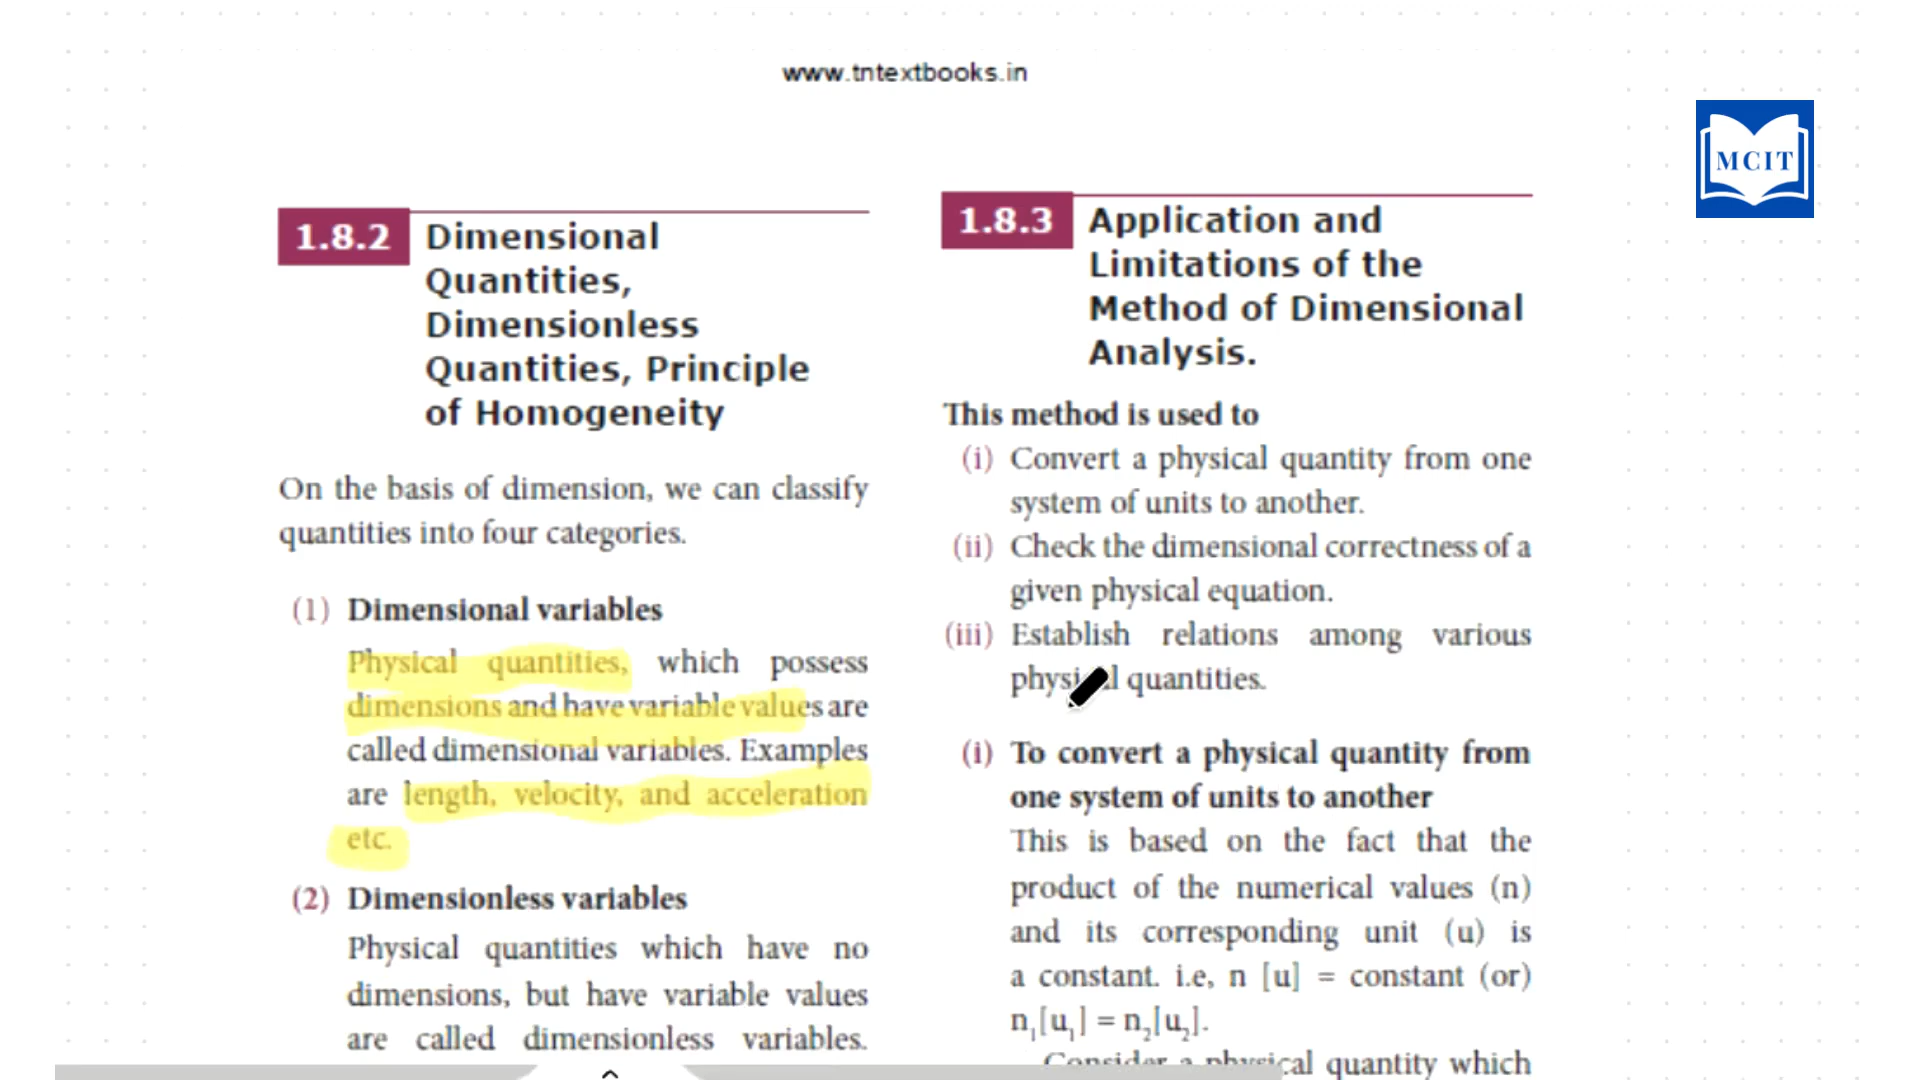 www.tntextbooks.in
MCIT
1.8.2 Dimensional
Quantities,
Dimensionless
Quantities, Principle
of Homogeneity
On the basis of dimension, we can classify
quantities into four categories.
(1) Dimensional variables
Physical quantities, which possess
dimensions and have variable values are
called dimensional variables. Examples
are length, velocity, and acceleration
etc.
(2) Dimensionless variables
Physical quantities which have no
dimensions, but have variable values
are called dimensionless variables.
1.8.3 Application and
Limitations of the
Method of Dimensional
Analysis.
This method is used to
(i) Convert a physical quantity from one
system of units to another.
(ii) Check the dimensional correctness of a
given physical equation.
(iii) Establish relations among various
physical quantities.
(i) To convert a physical quantity from
one system of units to another
This is based on the fact that the
product of the numerical values (n)
and its corresponding unit (u) is
a constant. i.e, n [u] = constant (or)
n₁[u₁] = n₂[u₂].
Consider a physical quantity which